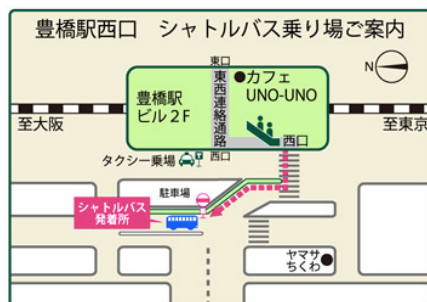 豊橋駅西口 シャトルバス乗り場ご案内
東口
N
豊橋駅
ビル2F
東西連絡通路
●カフェ
UNO-UNO
至大阪
至東京
西口
タクシー乗場
西口
駐車場
シャトルバス
発着所
ヤマサ
ちくわ